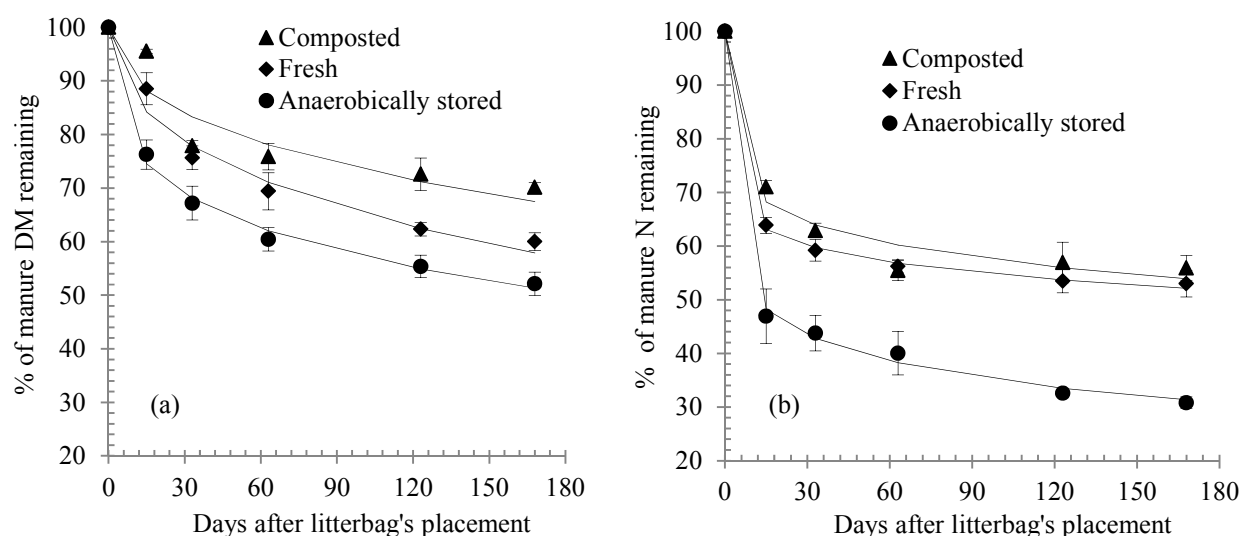 % of manure DM remaining
100
90
80
70
60
50
40
30
20
Composted
Fresh
Anaerobically stored
(a)
0 30 60 90 120 150 180
Days after litterbag's placement
% of manure N remaining
100
90
80
70
60
50
40
30
20
Composted
Fresh
Anaerobically stored
(b)
0 30 60 90 120 150 180
Days after litterbag's placement